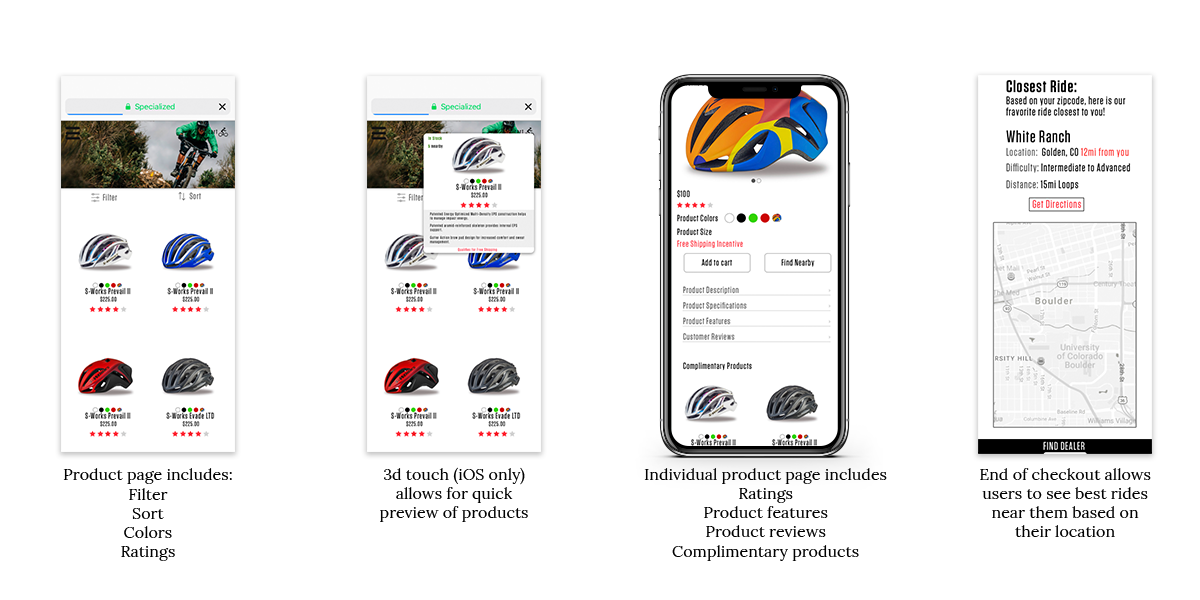 Specialized
Filter
Sort
S-Works Prevail II
$225.00
S-Works Prevail II
$225.00
S-Works Prevail II
$225.00
S-Works Evade LTD
$225.00
Product page includes:
Filter
Sort
Colors
Ratings
Specialized
Filter
In Stock
5 Nearby
S-Works Prevail II
$225.00
S-Works Prevail II
$225.00
S-Works Prevail II
$225.00
S-Works Prevail II
$225.00
S-Works Evade LTD
$225.00
3d touch (iOS only)
allows for quick
preview of products
$100
Product Colors
Product Size
Free Shipping Incentive
Add to cart
Find Nearby
Product Description
Product Specifications
Product Features
Customer Reviews
Complimentary Products
S-Works Prevail II
S-Works Prevail II
Individual product page includes
Ratings
Product features
Product reviews
Complimentary products
Closest Ride:
Based on your zipcode, here is our
fravorite ride closest to you!
White Ranch
Location: Golden, CO 12mi from you
Difficulty: Intermediate to Advanced
Distance: 15mi Loops
Get Directions
Boulder
University
of Colorado
Boulder
RSITY HILL
Baseline Rd
Williams Village
FIND DEALER
End of checkout allows
users to see best rides
near them based on
their location